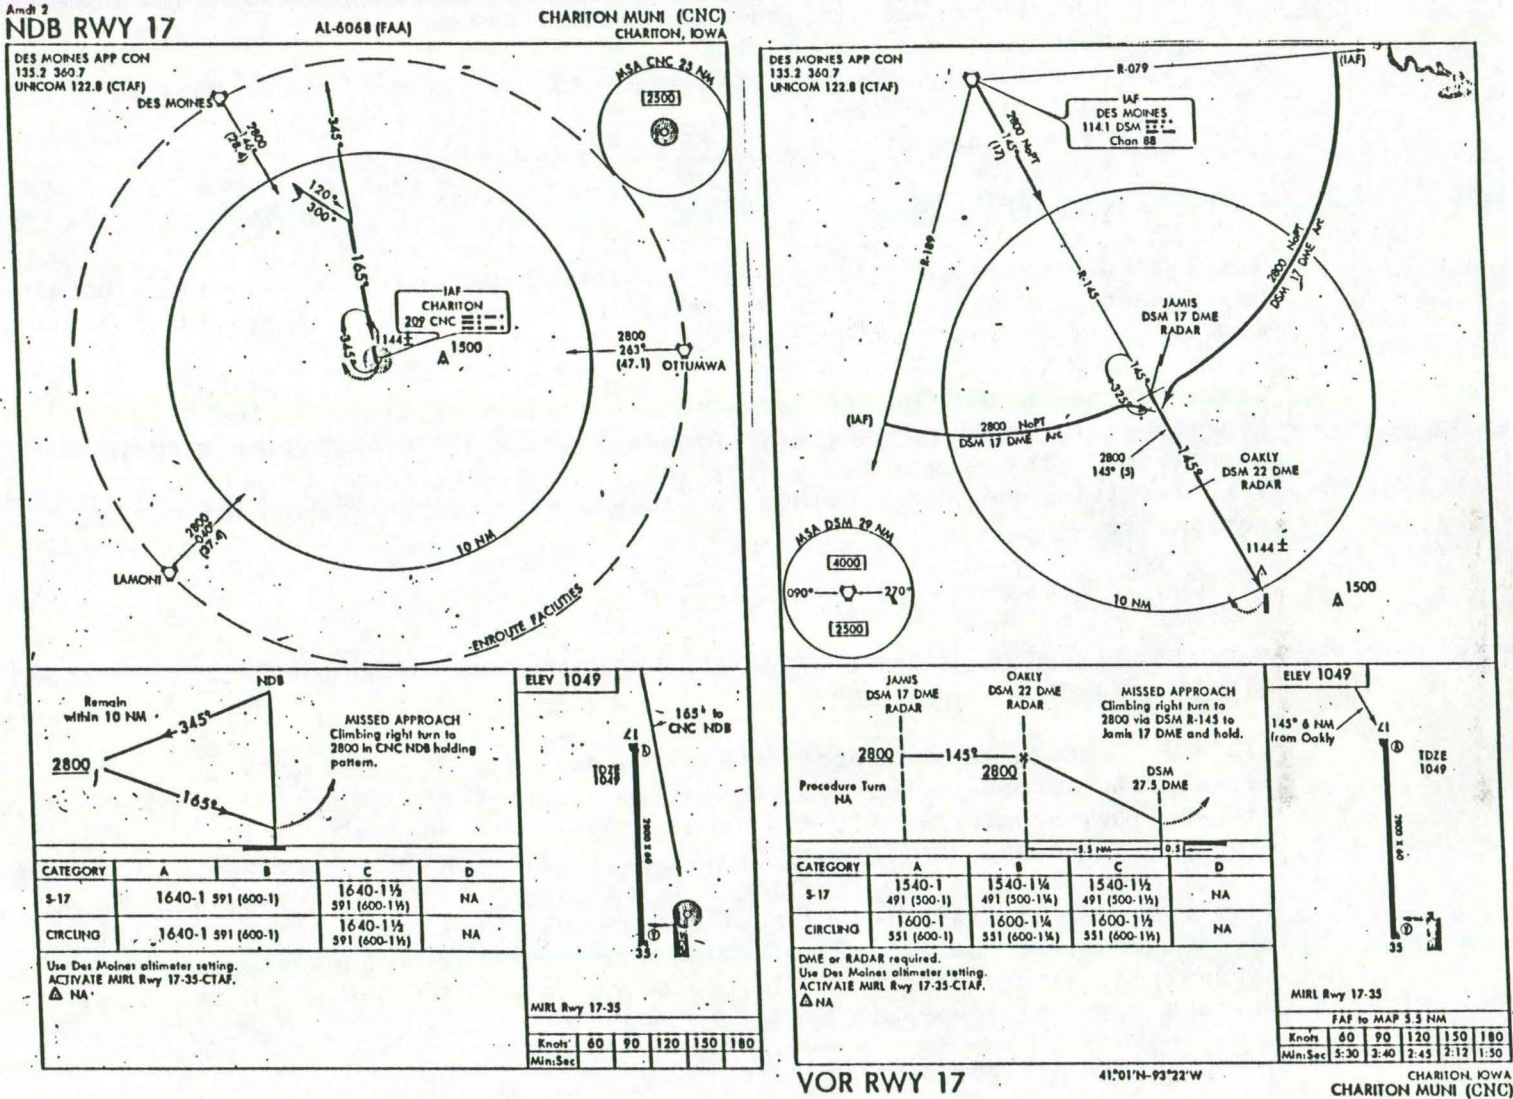 Amdt 2
NDB RWY 17
AL-6068 (FAA)
CHARITON MUNI (CNC)
CHARITON, IOWA
DES MOINES APP CON
135.2 360.7
UNICOM 122.8 (CTAF)
MSA CNC 25 NM
2500
DES MOINES
2800
146°
(28.4)
345°
120°
300°
165°
IAF
CHARITON
209 CNC
1144±
345°
1500
2800
263°
(47.1)
OTTUMWA
2800
040°
(37.4)
LAMONI
10 NM
ENROUTE FACILITIES
Remain
within 10 NM
NDB
345°
2800
165°
MISSED APPROACH
Climbing right turn to
2800 in CNC NDB holding
pattern.
ELEV 1049
165° to
CNC NDB
17
TDZE
1049
2800 X 60
35
MIRL Rwy 17-35
CATEGORY A B C D
S-17 1640-1 591 (600-1) 1640-1½ 591 (600-1½) NA
CIRCLING 1640-1 591 (600-1) 1640-1½ 591 (600-1½) NA
Use Des Moines altimeter setting.
ACTIVATE MIRL Rwy 17-35-CTAF.
NA
Knots 60 90 120 150 180
Min:Sec
DES MOINES APP CON
135.2 360.7
UNICOM 122.8 (CTAF)
R-079
(IAF)
IAF
DES MOINES
114.1 DSM
Chan 88
2800 NoPT
145°
(17)
R-189
R-145
2800 NoPT
DSM 17 DME Arc
JAMIS
DSM 17 DME
RADAR
145°
325°
(IAF)
2800 NoPT
DSM 17 DME Arc
2800
145° (5)
145°
OAKLY
DSM 22 DME
RADAR
MSA DSM 29 NM
4000
090°
270°
2500
1144±
1500
10 NM
JAMIS
DSM 17 DME
RADAR
OAKLY
DSM 22 DME
RADAR
MISSED APPROACH
Climbing right turn to
2800 via DSM R-145 to
Jamis 17 DME and hold.
2800
145°
2800
Procedure Turn
NA
DSM
27.5 DME
5.5 NM
0.5
ELEV 1049
145° 6 NM
from Oakly
17
TDZE
1049
2800 X 60
35
MIRL Rwy 17-35
CATEGORY A B C D
S-17 1540-1 491 (500-1) 1540-1¼ 491 (500-1¼) 1540-1½ 491 (500-1½) NA
CIRCLING 1600-1 551 (600-1) 1600-1¼ 551 (600-1¼) 1600-1½ 551 (600-1½) NA
DME or RADAR required.
Use Des Moines altimeter setting.
ACTIVATE MIRL Rwy 17-35-CTAF.
NA
FAF to MAP 5.5 NM
Knots 60 90 120 150 180
Min:Sec 5:30 3:40 2:45 2:12 1:50
VOR RWY 17
41°01'N-93°22'W
CHARITON, IOWA
CHARITON MUNI (CNC)